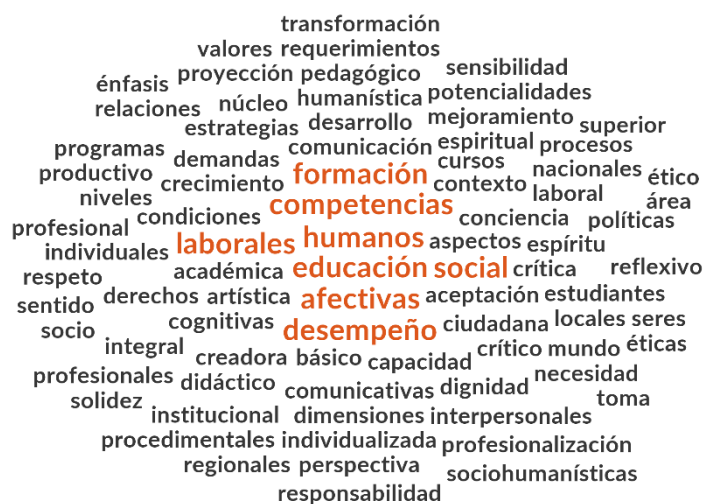 transformación
valores requerimientos
proyección pedagógico sensibilidad
énfasis humanística potencialidades
relaciones núcleo desarrollo mejoramiento
estrategias comunicación espiritual procesos superior
programas demandas formación cursos nacionales ético
productivo crecimiento contexto laboral área
niveles competencias conciencia políticas
profesional condiciones
individuales laborales humanos aspectos espíritu
respeto académica educación social crítica reflexivo
sentido derechos artística afectivas aceptación estudiantes
socio cognitivas desempeño ciudadana locales seres
integral creadora básico capacidad crítico mundo éticas
profesionales didáctico comunicativas dignidad necesidad
solidez toma
institucional dimensiones interpersonales
procedimentales individualizada profesionalización
regionales perspectiva sociohumanísticas
responsabilidad